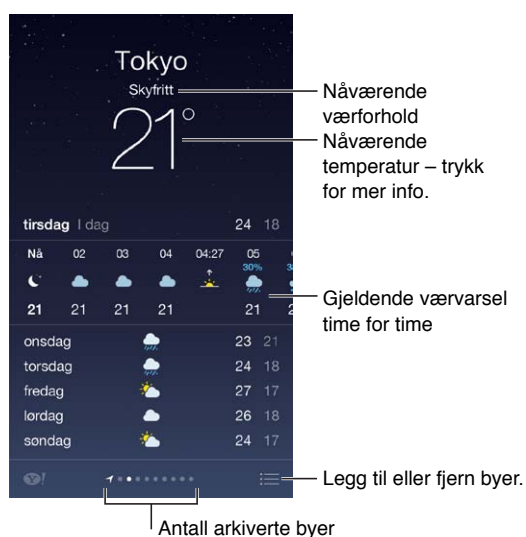 Tokyo
Skyfritt
21°
Nåværende
værforhold
Nåværende
temperatur – trykk
for mer info.
tirsdag I dag 24 18
Nå 02 03 04 04:27 05
30%
21 21 21 21 21
Gjeldende værvarsel
time for time
onsdag 23 21
torsdag 24 18
fredag 27 17
lørdag 26 18
søndag 24 17
Y!
Legg til eller fjern byer.
Antall arkiverte byer